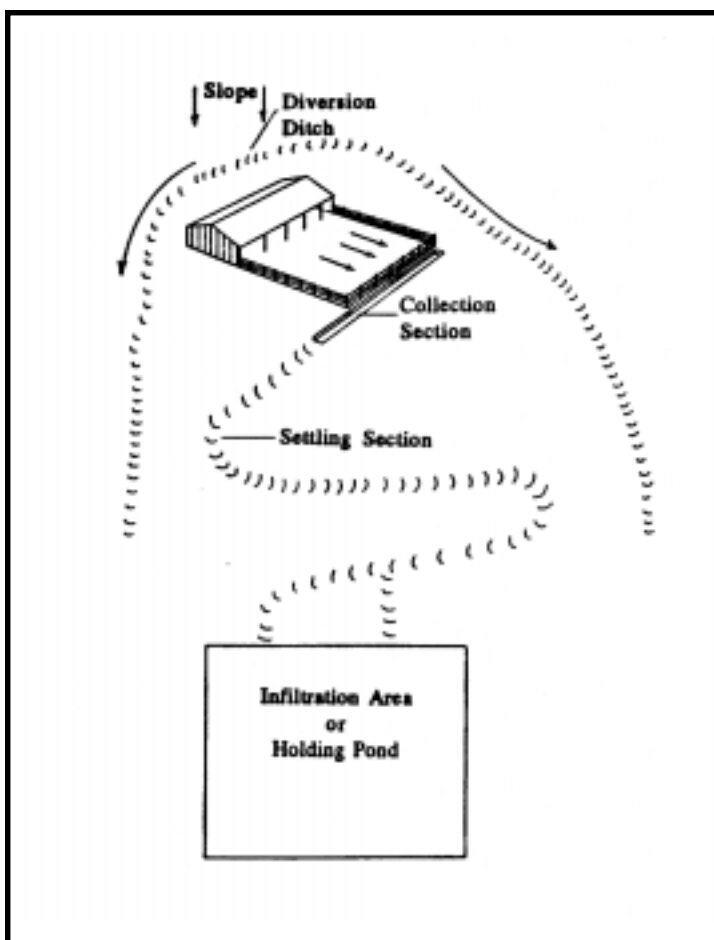 Slope
Diversion
Ditch
Collection
Section
Settling Section
Infiltration Area
or
Holding Pond